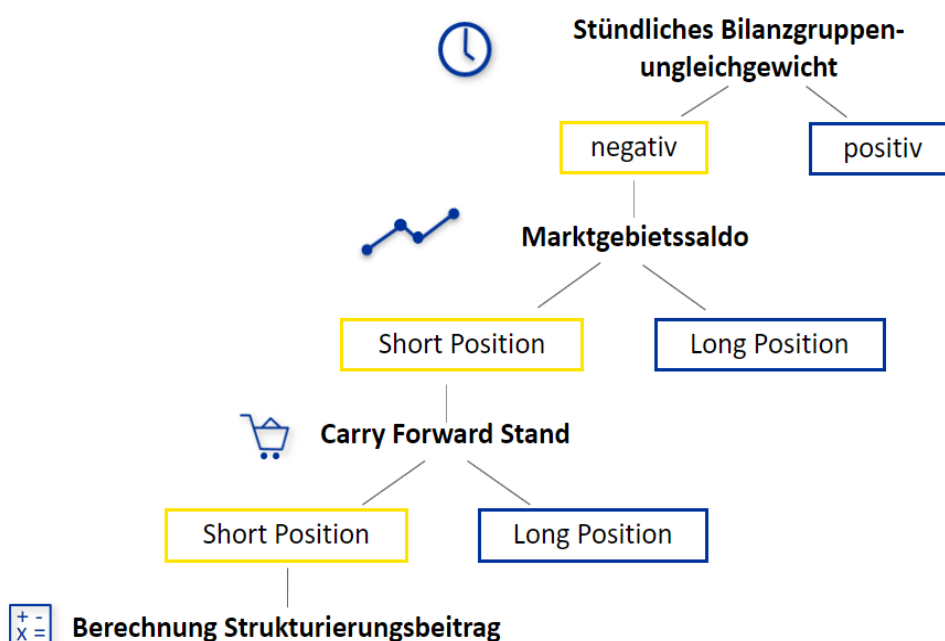 Stündliches Bilanzgruppen-
ungleichgewicht
negativ
positiv
Marktgebietssaldo
Short Position
Long Position
Carry Forward Stand
Short Position
Long Position
+ -
x =
Berechnung Strukturierungsbeitrag